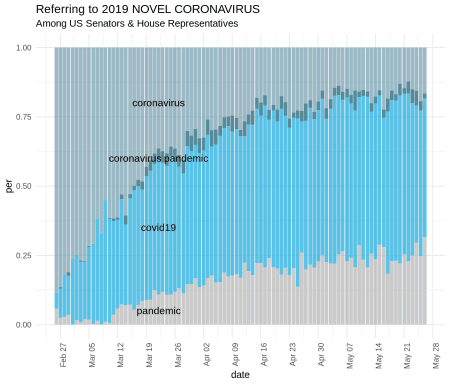 Referring to 2019 NOVEL CORONAVIRUS
Among US Senators & House Representatives
1.00
0.75
0.50
0.25
0.00
per
coronavirus
coronavirus pandemic
covid19
pandemic
Feb 27
Mar 05
Mar 12
Mar 19
Mar 26
Apr 02
Apr 09
Apr 16
Apr 23
Apr 30
May 07
May 14
May 21
May 28
date